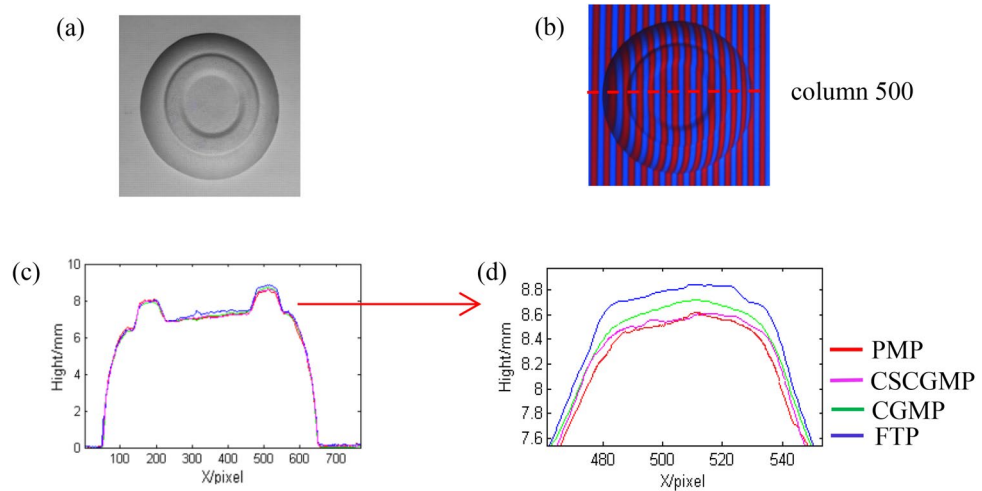 (a)
(b)
column 500
(c)
10
8
6
4
2
0
Hight/mm
100 200 300 400 500 600 700
X/pixel
(d)
8.8
8.6
8.4
8.2
8
7.8
7.6
Hight/mm
480 500 520 540
X/pixel
PMP
CSCGMP
CGMP
FTP